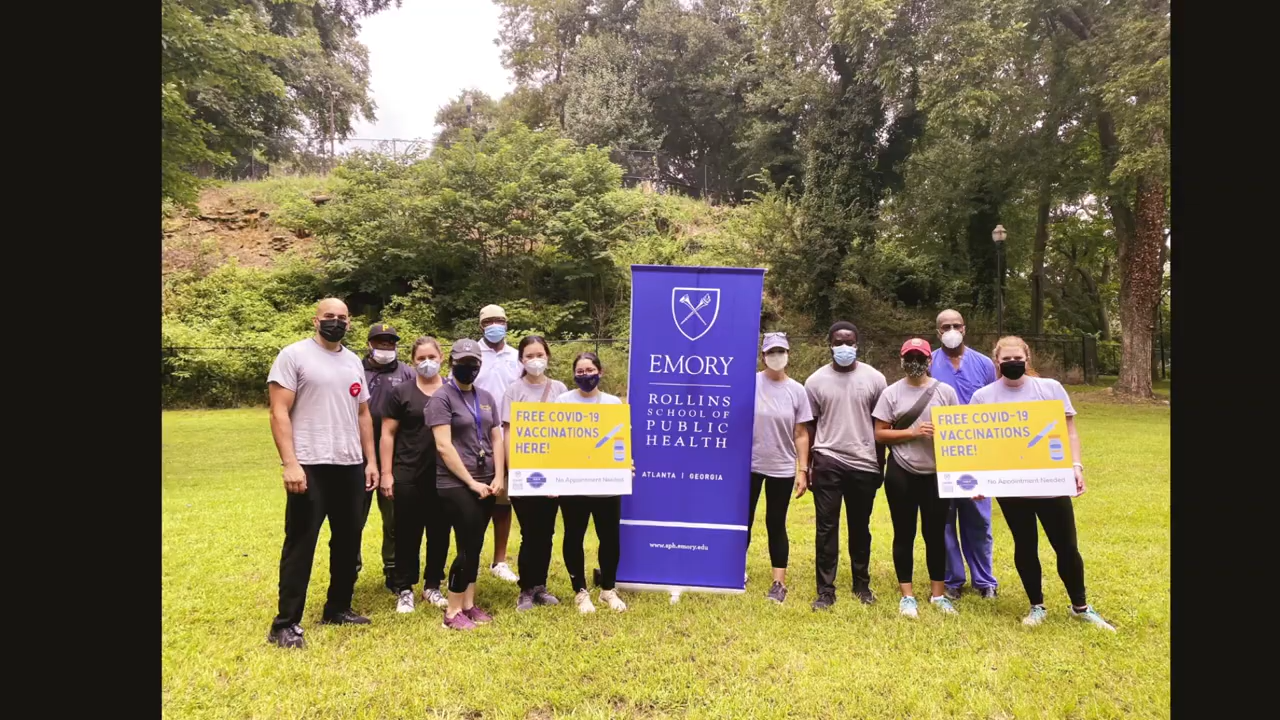 EMORY
ROLLINS
SCHOOL OF
PUBLIC
HEALTH
ATLANTA | GEORGIA
www.sph.emory.edu
FREE COVID-19
VACCINATIONS
HERE!
No Appointment Needed
FREE COVID-19
VACCINATIONS
HERE!
No Appointment Needed